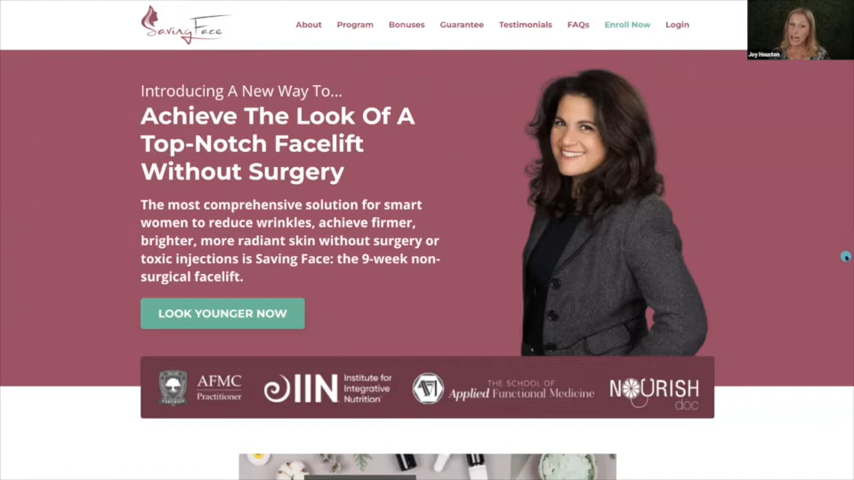 Saving Face
About Program Bonuses Guarantee Testimonials FAQs Enroll Now Login
Joy Houston
Introducing A New Way To...
Achieve The Look Of A
Top-Notch Facelift
Without Surgery
The most comprehensive solution for smart
women to reduce wrinkles, achieve firmer,
brighter, more radiant skin without surgery or
toxic injections is Saving Face: the 9-week non-
surgical facelift.
LOOK YOUNGER NOW
AFMC
Practitioner
IIN
Institute for
Integrative
Nutrition
THE SCHOOL OF
Applied Functional Medicine
NOURISH
doc